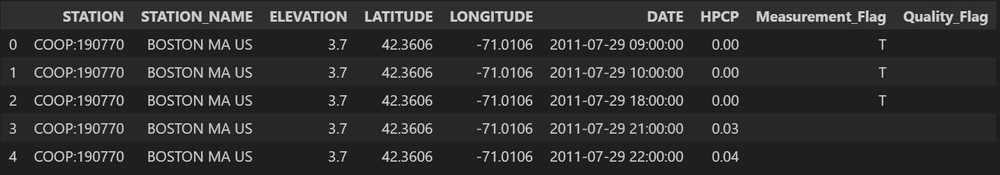 STATION STATION_NAME ELEVATION LATITUDE LONGITUDE DATE HPCP Measurement_Flag Quality_Flag
0 COOP:190770 BOSTON MA US 3.7 42.3606 -71.0106 2011-07-29 09:00:00 0.00 T
1 COOP:190770 BOSTON MA US 3.7 42.3606 -71.0106 2011-07-29 10:00:00 0.00 T
2 COOP:190770 BOSTON MA US 3.7 42.3606 -71.0106 2011-07-29 18:00:00 0.00 T
3 COOP:190770 BOSTON MA US 3.7 42.3606 -71.0106 2011-07-29 21:00:00 0.03
4 COOP:190770 BOSTON MA US 3.7 42.3606 -71.0106 2011-07-29 22:00:00 0.04